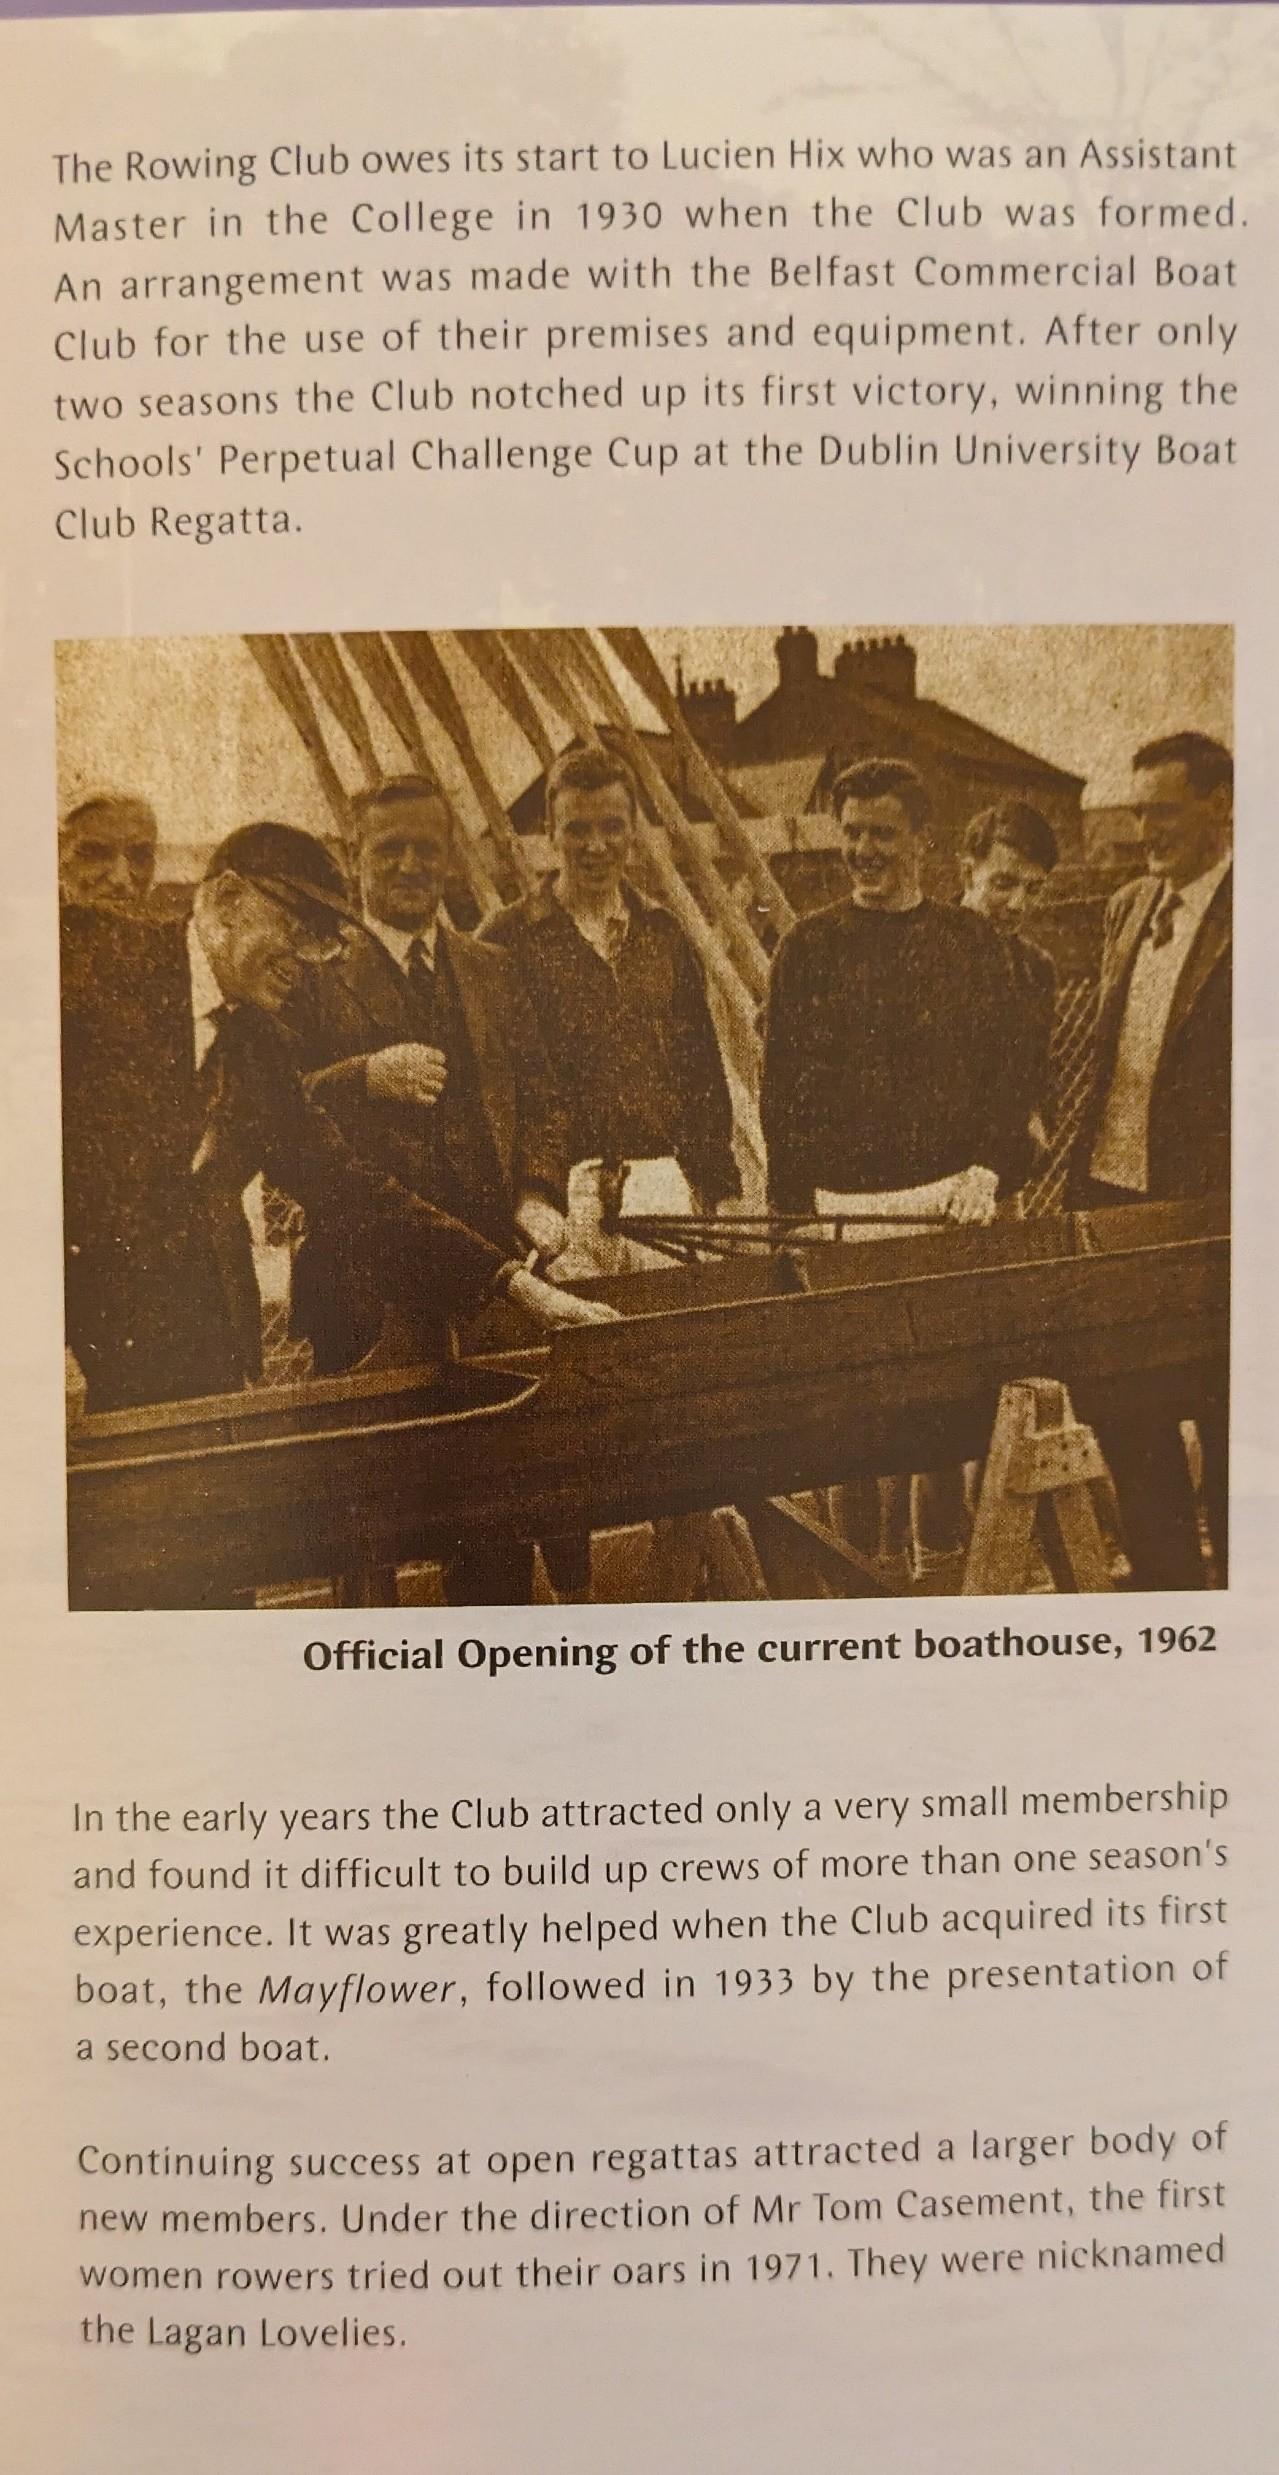 The Rowing Club owes its start to Lucien Hix who was an Assistant
Master in the College in 1930 when the Club was formed.
An arrangement was made with the Belfast Commercial Boat
Club for the use of their premises and equipment. After only
two seasons the Club notched up its first victory, winning the
Schools' Perpetual Challenge Cup at the Dublin University Boat
Club Regatta.
Official Opening of the current boathouse, 1962
In the early years the Club attracted only a very small membership
and found it difficult to build up crews of more than one season's
experience. It was greatly helped when the Club acquired its first
boat, the Mayflower, followed in 1933 by the presentation of
a second boat.
Continuing success at open regattas attracted a larger body of
new members. Under the direction of Mr Tom Casement, the first
women rowers tried out their oars in 1971. They were nicknamed
the Lagan Lovelies.